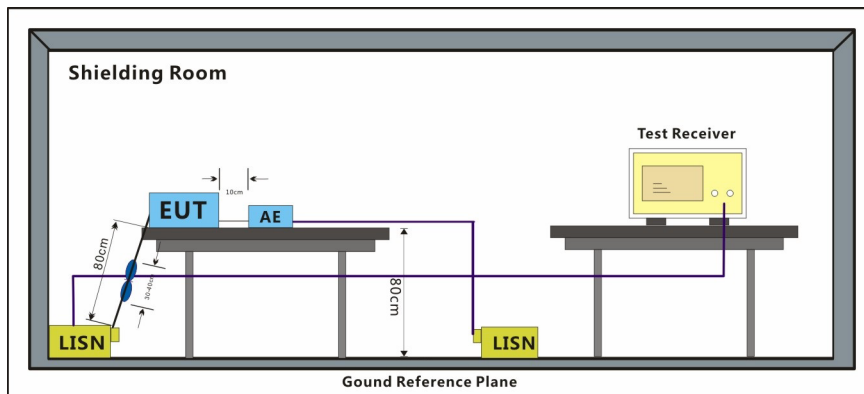 Shielding Room
Test Receiver
10cm
EUT
AE
80cm
30-40cm
80cm
LISN
LISN
Gound Reference Plane